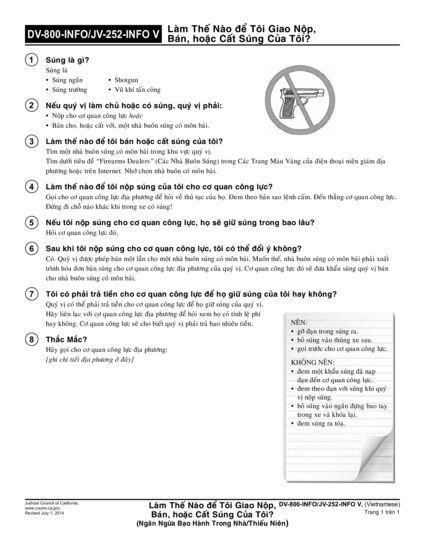 DV-800-INFO/JV-252-INFO V
Làm Thế Nào để Tôi Giao Nộp,
Bán, hoặc Cất Súng Của Tôi?
1 Súng là gì?
Súng là
• Súng ngắn • Shotgun
• Súng trường • Vũ khí tấn công
2 Nếu quý vị làm chủ hoặc có súng, quý vị phải:
• Nộp cho cơ quan công lực hoặc
• Bán cho, hoặc cất với, một nhà buôn súng có môn bài.
3 Làm thế nào để tôi bán hoặc cất súng của tôi?
Tìm một nhà buôn súng có môn bài trong khu vực quý vị.
Tìm dưới tiêu đề “Firearms Dealers” (Các Nhà Buôn Súng) trong Các Trang Màu Vàng của điện thoại niên giám địa
phương hoặc trên Internet. Nhớ chọn nhà buôn có môn bài.
4 Làm thế nào để tôi nộp súng của tôi cho cơ quan công lực?
Gọi cho cơ quan công lực địa phương để hỏi về thủ tục của họ. Đem theo bản sao lệnh cấm. Đến thẳng cơ quan công lực.
Đừng đi chỗ nào khác khi trong xe có súng!
5 Nếu tôi nộp súng cho cơ quan công lực, họ sẽ giữ súng trong bao lâu?
Hỏi cơ quan công lực đó.
6 Sau khi tôi nộp súng cho cơ quan công lực, tôi có thể đổi ý không?
Có. Quý vị được phép bán một lần cho một nhà buôn súng có môn bài. Muốn thế, nhà buôn súng có môn bài phải xuất
trình hóa đơn bán súng cho cơ quan công lực địa phương của quý vị. Cơ quan công lực đó sẽ đưa khẩu súng quý vị bán
cho nhà buôn súng có môn bài.
7 Tôi có phải trả tiền cho cơ quan công lực để họ giữ súng của tôi hay không?
Quý vị có thể phải trả tiền cho cơ quan công lực để họ giữ súng của quý vị.
Hãy liên lạc với cơ quan công lực địa phương để hỏi xem họ có tính lệ phí
hay không. Cơ quan công lực sẽ cho biết quý vị phải trả bao nhiêu tiền.
8 Thắc Mắc?
Hãy gọi cho cơ quan công lực địa phương:
[ghi chi tiết địa phương ở đây]
NÊN:
• gỡ đạn trong súng ra.
• bỏ súng vào thùng xe sau.
• gọi trước cho cơ quan công lực.
KHÔNG NÊN:
• đem một khẩu súng đã nạp
đạn đến cơ quan công lực.
• đem theo đạn với súng khi quý
vị nộp súng.
• bỏ súng vào ngăn đựng bao tay
trong xe và khóa lại.
• đem súng ra tòa.
Judicial Council of California,
www.courts.ca.gov
Revised July 1, 2014
Làm Thế Nào để Tôi Giao Nộp,
Bán, hoặc Cất Súng Của Tôi?
(Ngăn Ngừa Bạo Hành Trong Nhà/Thiếu Niên)
DV-800-INFO/JV-252-INFO V, (Vietnamese)
Trang 1 trên 1